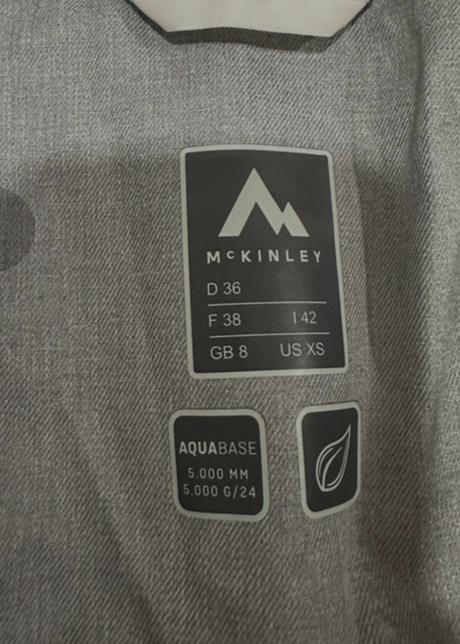 McKINLEY
D 36
F 38 I 42
GB 8 US XS
AQUABASE
5.000 MM
5.000 G/24